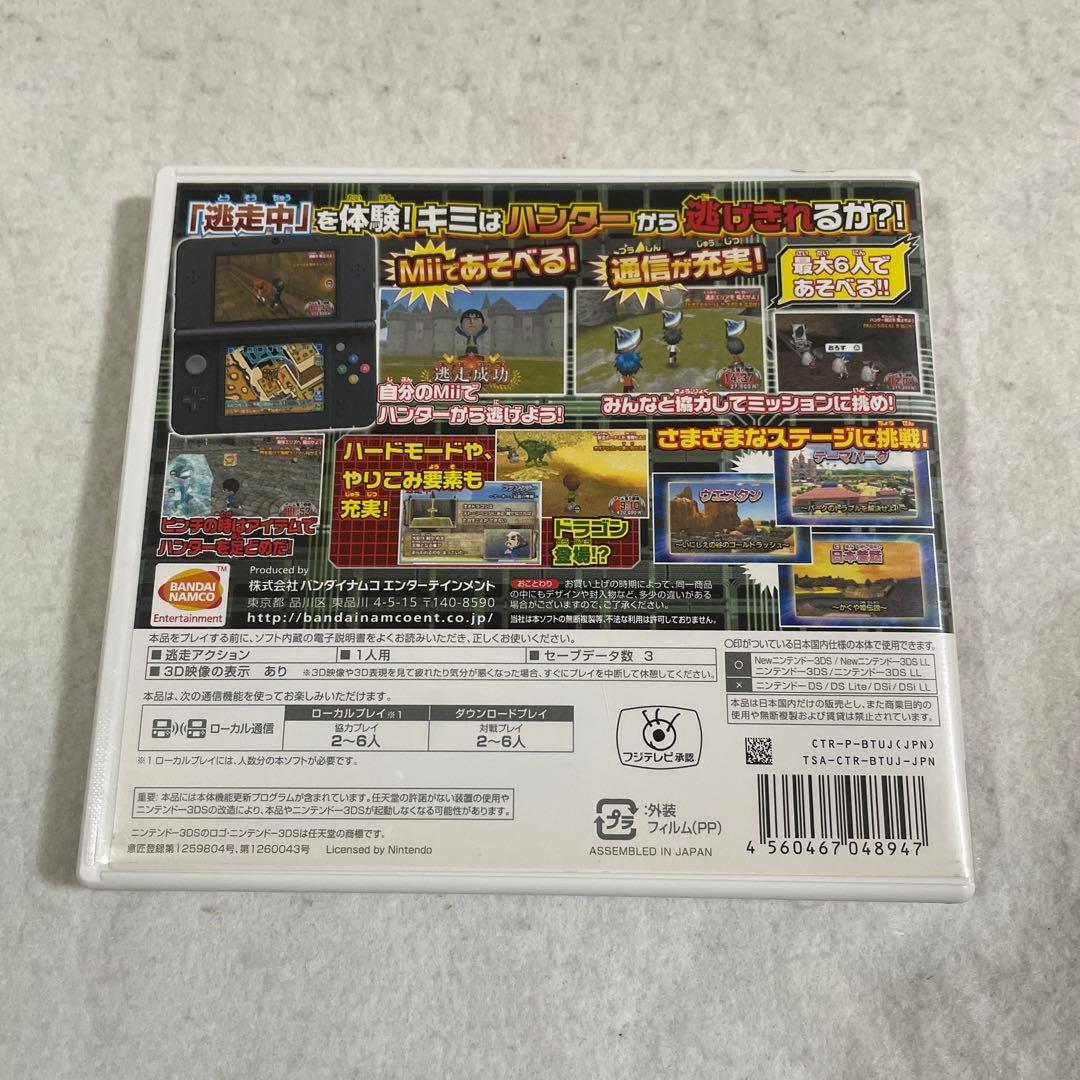 「逃走中」を体験！キミはハンターから逃げきれるか?!
Miiであそべる！
通信が充実！
最大6人で
あそべる!!
おろす
逃走成功
14:37
自分のMiiで
ハンターから逃げよう！
みんなと協力してミッションに挑め！
さまざまなステージに挑戦！
ピンチの時はアイテムで
ハンターを足どめだ！
ハードモードや、
やりこみ要素も
充実！
ドラゴン
登場!?
テーマパーク
〜パークのトラブルを解決せよ！〜
ウエスタン
〜いにしえの谷のゴールドラッシュ〜
日本昔話
〜かぐや姫伝説〜
BANDAI
NAMCO
Entertainment
TM
Produced by
株式会社 バンダイナムコ エンターテインメント
東京都 品川区 東品川 4-5-15 〒140-8590
http://bandainamcoent.co.jp/
おことわり お買い上げの時期によって、同一商品
の中にもデザインや封入物など、多少の違いがある
場合がございますので、ご了承ください。
当社は本ソフトの無断複製等、不法な利用は許可しておりません。
本品をプレイする前に、ソフト内蔵の電子説明書をよくお読みいただき、正しくお使いください。
■逃走アクション ■1人用 ■セーブデータ数 3
■3D映像の表示 あり ※3D映像や3D表現を見て疲れたり気分が悪くなった場合、すぐにプレイを中断して休憩してください。
本品は、次の通信機能を使ってお楽しみいただけます。
ローカル通信
ローカルプレイ※1 ダウンロードプレイ
協力プレイ 対戦プレイ
2〜6人 2〜6人
※1 ローカルプレイには、人数分の本ソフトが必要です。
重要：本品には本体機能更新プログラムが含まれています。任天堂の許諾がない装置の使用や
ニンテンドー3DSの改造により、本品やニンテンドー3DSが起動しなくなる可能性があります。
ニンテンドー3DSのロゴ・ニンテンドー3DSは任天堂の商標です。
意匠登録第1259804号、第1260043号 Licensed by Nintendo
フジテレビ承認
〇印がついている日本国内仕様の本体で使用できます。
○ Newニンテンドー3DS / Newニンテンドー3DS LL
ニンテンドー3DS/ニンテンドー3DS LL
× ニンテンドーDS / DS Lite / DSi / DSi LL
本品は日本国内だけの販売とし、また商業目的の
使用や無断複製および賃貸は禁止されています。
CTR-P-BTUJ(JPN)
TSA-CTR-BTUJ-JPN
プラ
:外装
フィルム(PP)
ASSEMBLED IN JAPAN
4 560467 048947